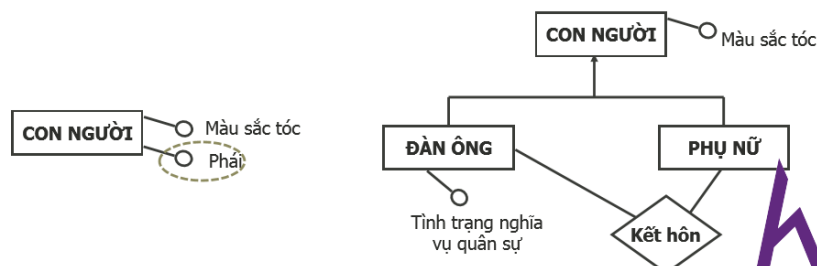 CON NGƯỜI
Màu sắc tóc
Phái
CON NGƯỜI
Màu sắc tóc
ĐÀN ÔNG
PHỤ NỮ
Tình trạng nghĩa
vụ quân sự
Kết hôn